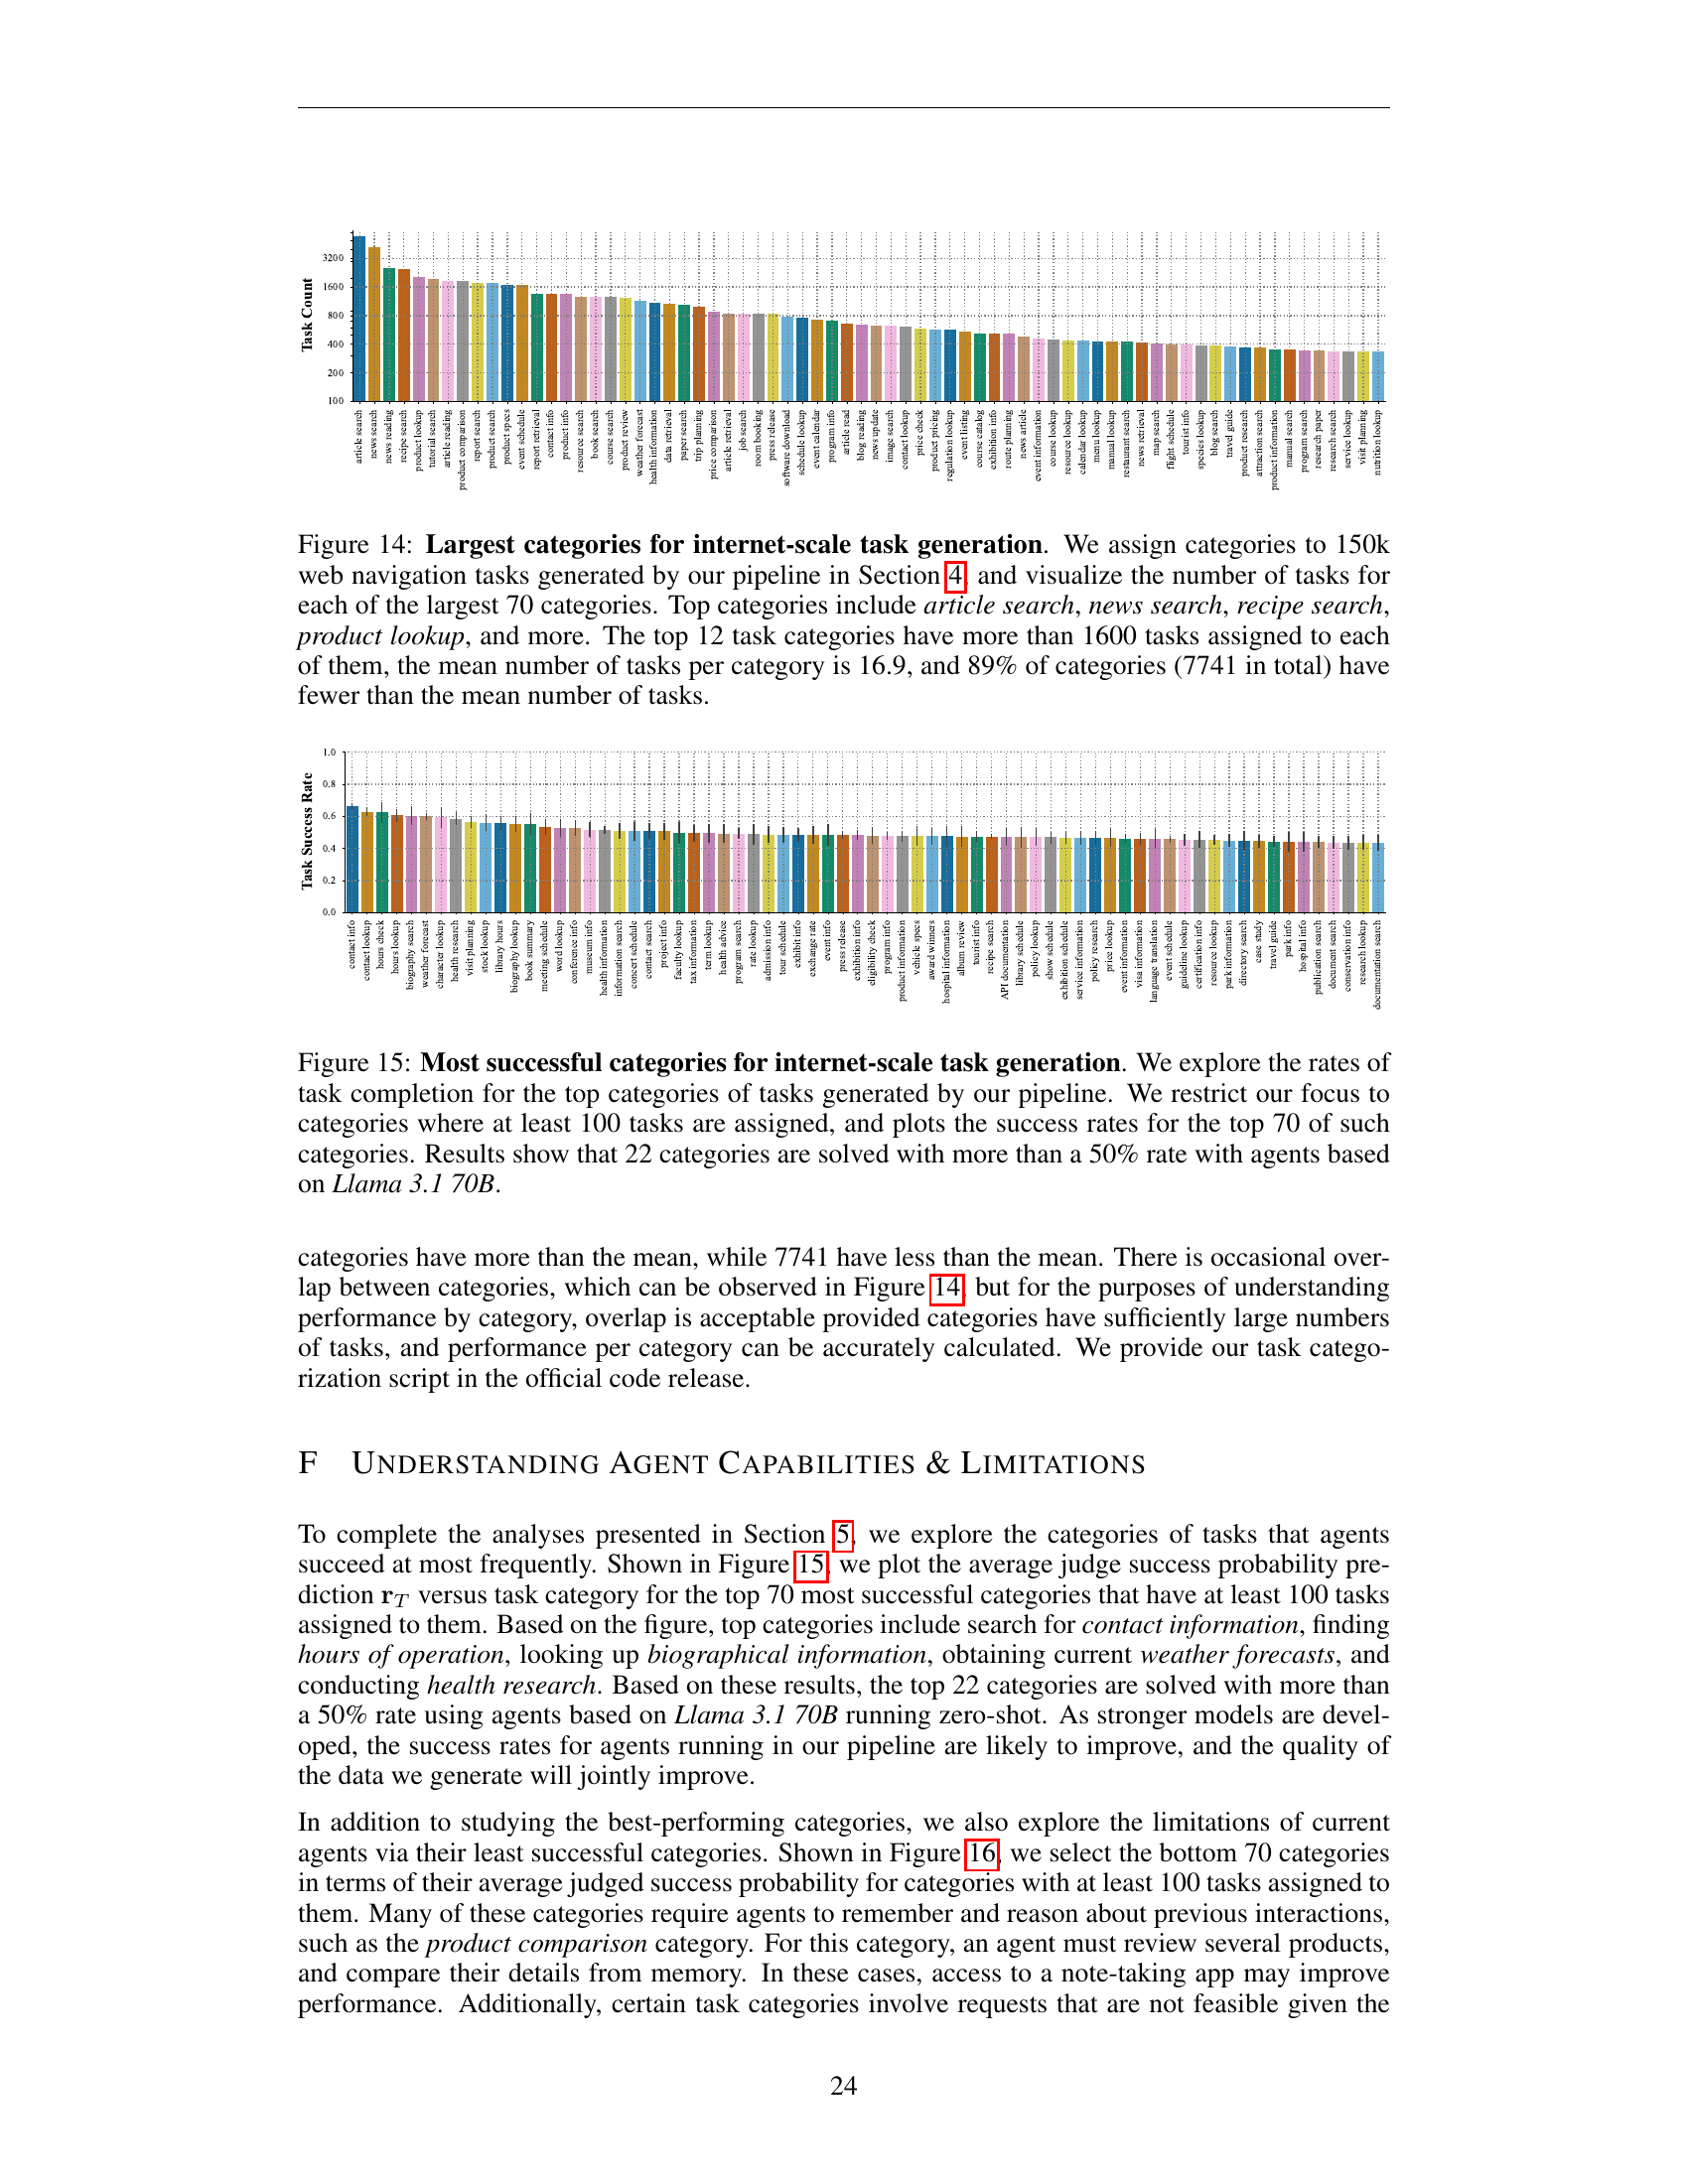 3200
1600
800
400
200
100
Task Count
article search
news search
news reading
recipe search
product lookup
tutorial search
article reading
product comparison
report search
product search
product specs
event schedule
report retrieval
contact info
product info
resource search
book search
course search
product review
weather forecast
health information
data retrieval
paper search
trip planning
price comparison
article retrieval
job search
room booking
press release
software download
schedule lookup
event calendar
program info
article read
blog reading
news update
image search
contact lookup
price check
product pricing
regulation lookup
event listing
course catalog
exhibition info
route planning
news article
event information
course lookup
resource lookup
calendar lookup
menu lookup
manual lookup
restaurant search
news retrieval
map search
flight schedule
tourist info
species lookup
blog search
travel guide
product research
attraction search
product infomation
manual search
program search
research paper
research search
service lookup
visit planning
nutrition lookup
Figure 14: Largest categories for internet-scale task generation. We assign categories to 150k
web navigation tasks generated by our pipeline in Section 4, and visualize the number of tasks for
each of the largest 70 categories. Top categories include article search, news search, recipe search,
product lookup, and more. The top 12 task categories have more than 1600 tasks assigned to each
of them, the mean number of tasks per category is 16.9, and 89% of categories (7741 in total) have
fewer than the mean number of tasks.
1.0
0.8
0.6
0.4
0.2
0.0
Task Success Rate
contact info
contact lookup
hours check
hours lookup
biography search
weather forecast
character lookup
health research
visit planning
stock lookup
library hours
biography lookup
book summary
meeting schedule
word lookup
conference info
museum info
health information
information search
concert schedule
contact search
project info
faculty lookup
tax information
term lookup
health advice
program search
rate lookup
admission info
tour schedule
exhibit info
exchange rate
event info
press release
exhibition info
eligibility check
program info
product information
vehicle specs
award winners
hospital information
album review
tourist info
recipe search
API documentation
library schedule
policy lookup
show schedule
exhibition schedule
service information
policy research
price lookup
event information
visa information
language translation
event schedule
guideline lookup
certification info
resource lookup
park information
directory search
case study
travel guide
park info
hospital info
publication search
document search
conservation info
research lookup
documentation search
Figure 15: Most successful categories for internet-scale task generation. We explore the rates of
task completion for the top categories of tasks generated by our pipeline. We restrict our focus to
categories where at least 100 tasks are assigned, and plots the success rates for the top 70 of such
categories. Results show that 22 categories are solved with more than a 50% rate with agents based
on Llama 3.1 70B.
categories have more than the mean, while 7741 have less than the mean. There is occasional over-
lap between categories, which can be observed in Figure 14, but for the purposes of understanding
performance by category, overlap is acceptable provided categories have sufficiently large numbers
of tasks, and performance per category can be accurately calculated. We provide our task catego-
rization script in the official code release.
F UNDERSTANDING AGENT CAPABILITIES & LIMITATIONS
To complete the analyses presented in Section 5, we explore the categories of tasks that agents
succeed at most frequently. Shown in Figure 15, we plot the average judge success probability pre-
diction r_T versus task category for the top 70 most successful categories that have at least 100 tasks
assigned to them. Based on the figure, top categories include search for contact information, finding
hours of operation, looking up biographical information, obtaining current weather forecasts, and
conducting health research. Based on these results, the top 22 categories are solved with more than
a 50% rate using agents based on Llama 3.1 70B running zero-shot. As stronger models are devel-
oped, the success rates for agents running in our pipeline are likely to improve, and the quality of
the data we generate will jointly improve.
In addition to studying the best-performing categories, we also explore the limitations of current
agents via their least successful categories. Shown in Figure 16, we select the bottom 70 categories
in terms of their average judged success probability for categories with at least 100 tasks assigned to
them. Many of these categories require agents to remember and reason about previous interactions,
such as the product comparison category. For this category, an agent must review several products,
and compare their details from memory. In these cases, access to a note-taking app may improve
performance. Additionally, certain task categories involve requests that are not feasible given the
24